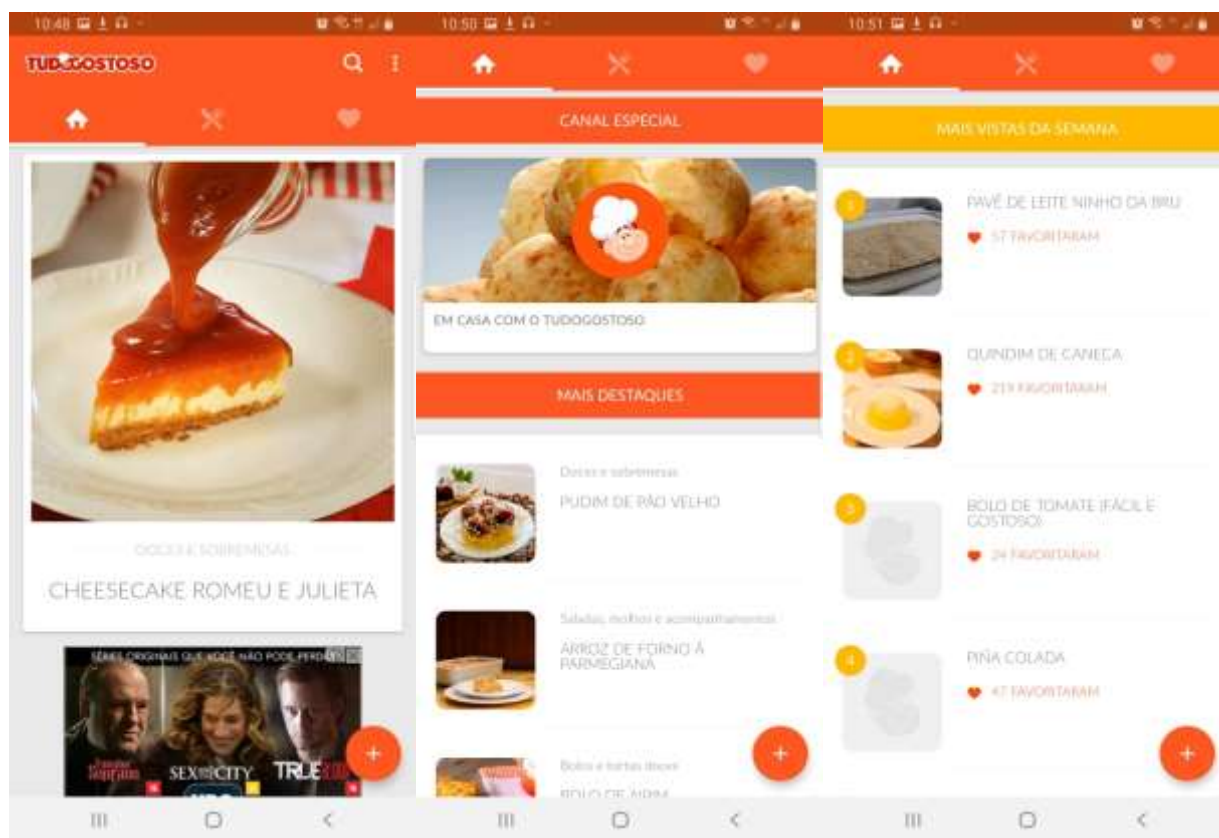 10:48
TUDOGOSTOSO
DOCES E SOBREMESAS
CHEESECAKE ROMEU E JULIETA
SÉRIES ORIGINAIS QUE VOCÊ NÃO PODE PERDER
SEX AND THE CITY
TRUE BLOOD
HBO
+
10:50
CANAL ESPECIAL
EM CASA COM O TUDOGOSTOSO
MAIS DESTAQUES
Doces e sobremesas
PUDIM DE PÃO VELHO
Saladas, molhos e acompanhamentos
ARROZ DE FORNO À
PARMEGIANA
Bolos e tortas doces
BOLO DE AIPIM
+
10:51
MAIS VISTAS DA SEMANA
1
PAVÊ DE LEITE NINHO DA BRU
57 FAVORITARAM
2
QUINDIM DE CANECA
219 FAVORITARAM
3
BOLO DE TOMATE (FÁCIL E
GOSTOSO)
24 FAVORITARAM
4
PIÑA COLADA
47 FAVORITARAM
+